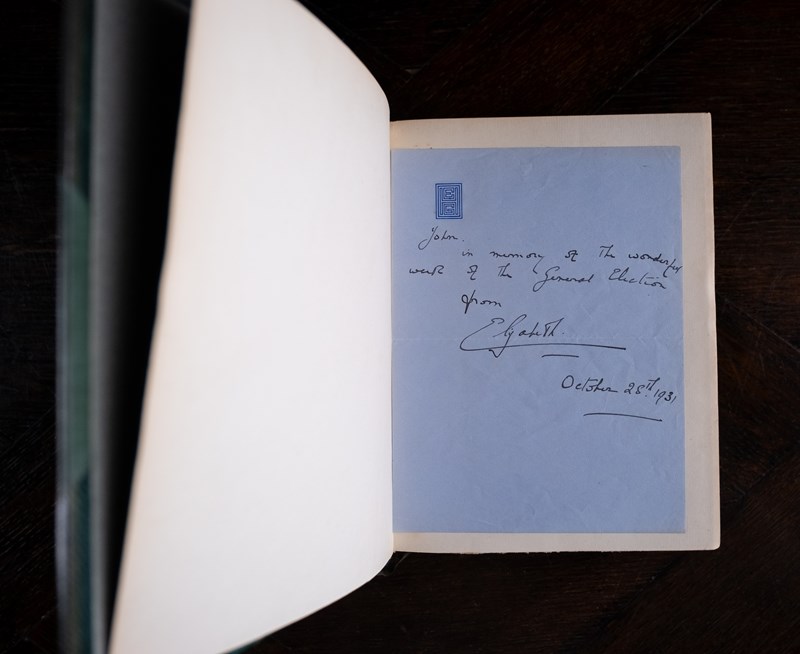 John.
in memory of the wonderful
week of the General Election
from
Elizabeth.
October 28th. 1931